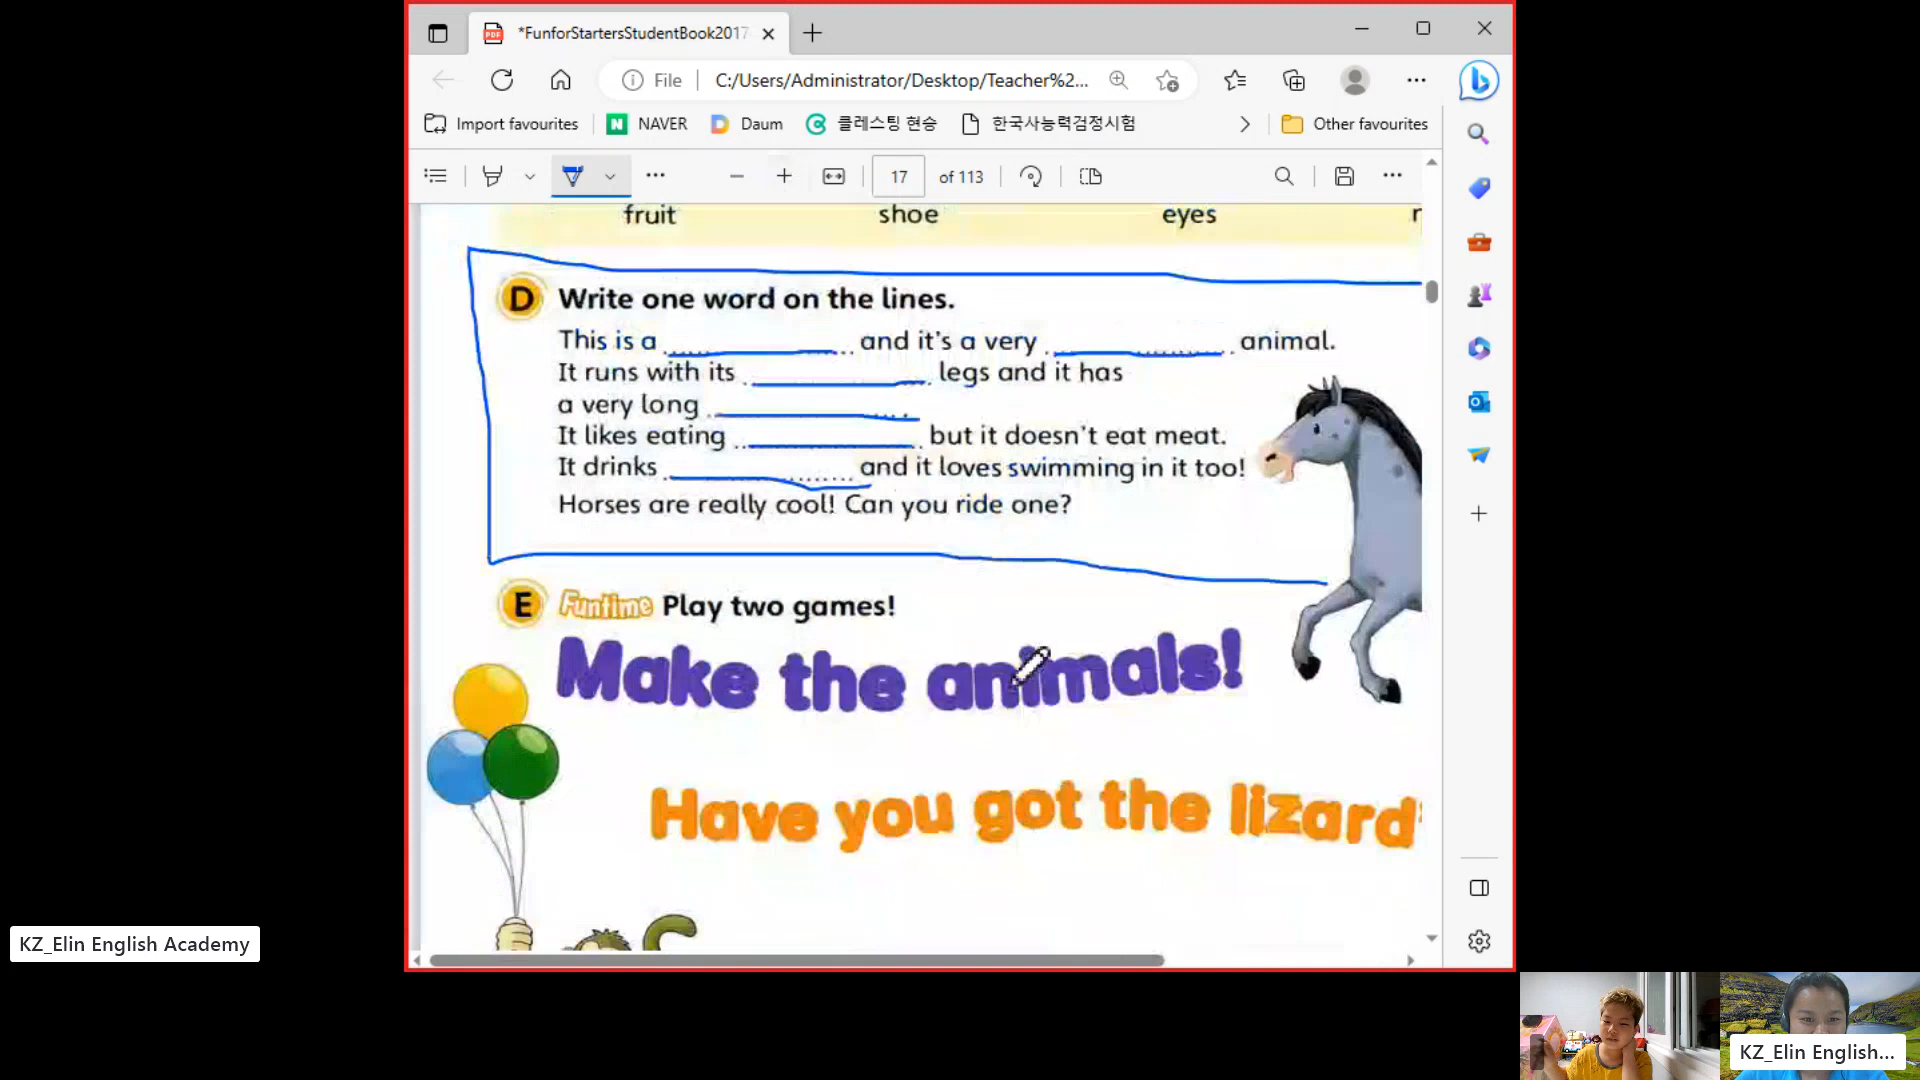 *FunforStartersStudentBook2017
File
C:/Users/Administrator/Desktop/Teacher%2...
Import favourites
NAVER
Daum
클레스팅 현승
한국사능력검정시험
Other favourites
17 of 113
fruit shoe eyes
D Write one word on the lines.
This is a and it's a very animal.
It runs with its legs and it has
a very long
It likes eating but it doesn't eat meat.
It drinks and it loves swimming in it too!
Horses are really cool! Can you ride one?
E Funtime Play two games!
Make the animals!
Have you got the lizard
KZ_Elin English Academy
KZ_Elin English...